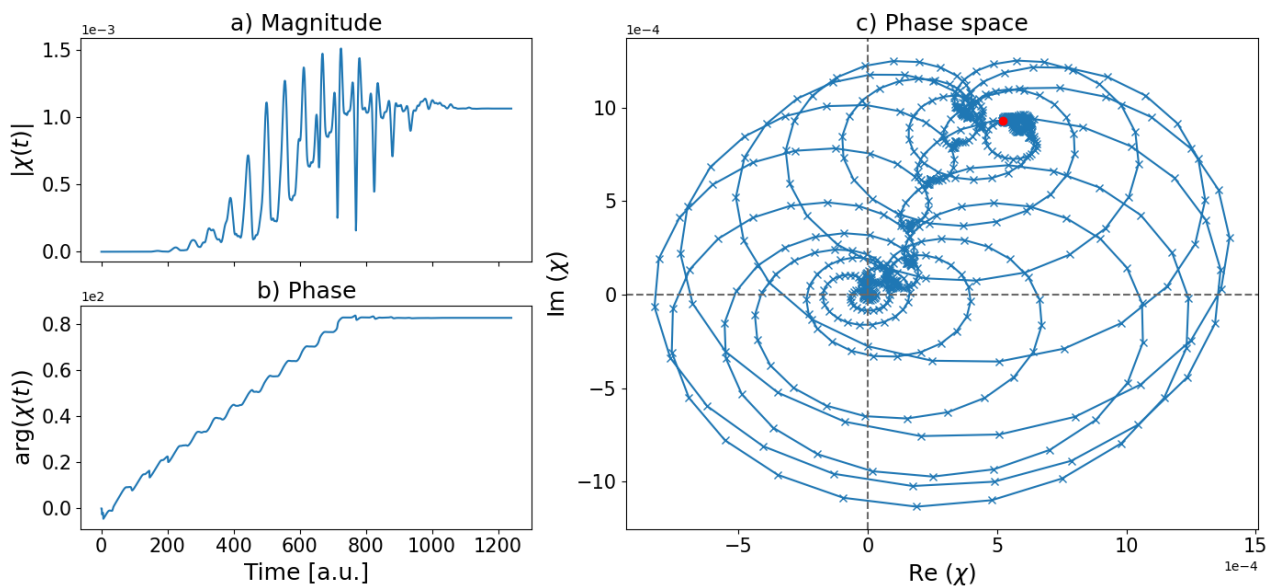 a) Magnitude
1e−3
|χ(t)|
1.5
1.0
0.5
0.0
b) Phase
1e2
arg(χ(t))
0.8
0.6
0.4
0.2
0.0
0 200 400 600 800 1000 1200
Time [a.u.]
c) Phase space
1e−4
Im (χ)
10
5
0
−5
−10
−5 0 5 10 15
1e−4
Re (χ)